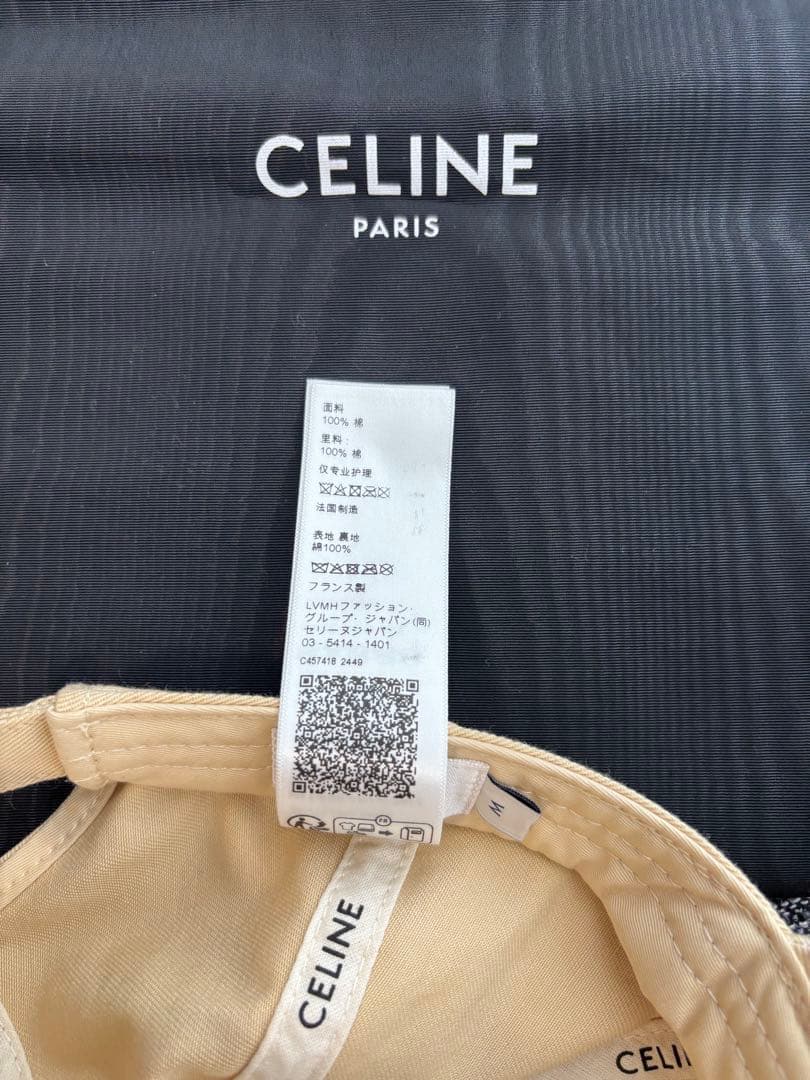 CELINE
PARIS
面料
100% 棉
里料:
100% 棉
仅专业护理
法国制造
表地 裏地
綿100%
フランス製
LVMHファッション・
グループ・ジャパン(同)
セリーヌジャパン
03 - 5414 - 1401
C457418 2449
FR
M
CELINE
CELI